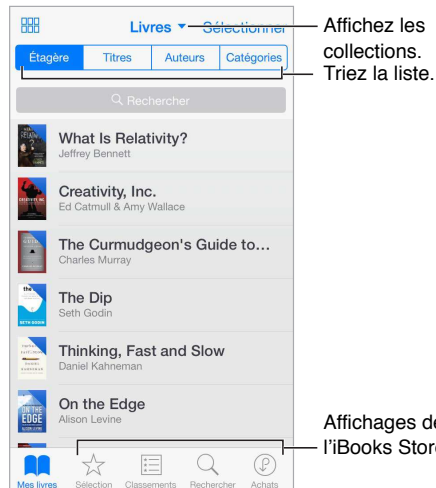 Livres Sélectionner
Affichez les
collections.
Étagère Titres Auteurs Catégories
Triez la liste.
Rechercher
What Is Relativity?
Jeffrey Bennett
Creativity, Inc.
Ed Catmull & Amy Wallace
The Curmudgeon's Guide to…
Charles Murray
The Dip
Seth Godin
Thinking, Fast and Slow
Daniel Kahneman
On the Edge
Alison Levine
Affichages de
l'iBooks Store
Mes livres Sélection Classements Rechercher Achats